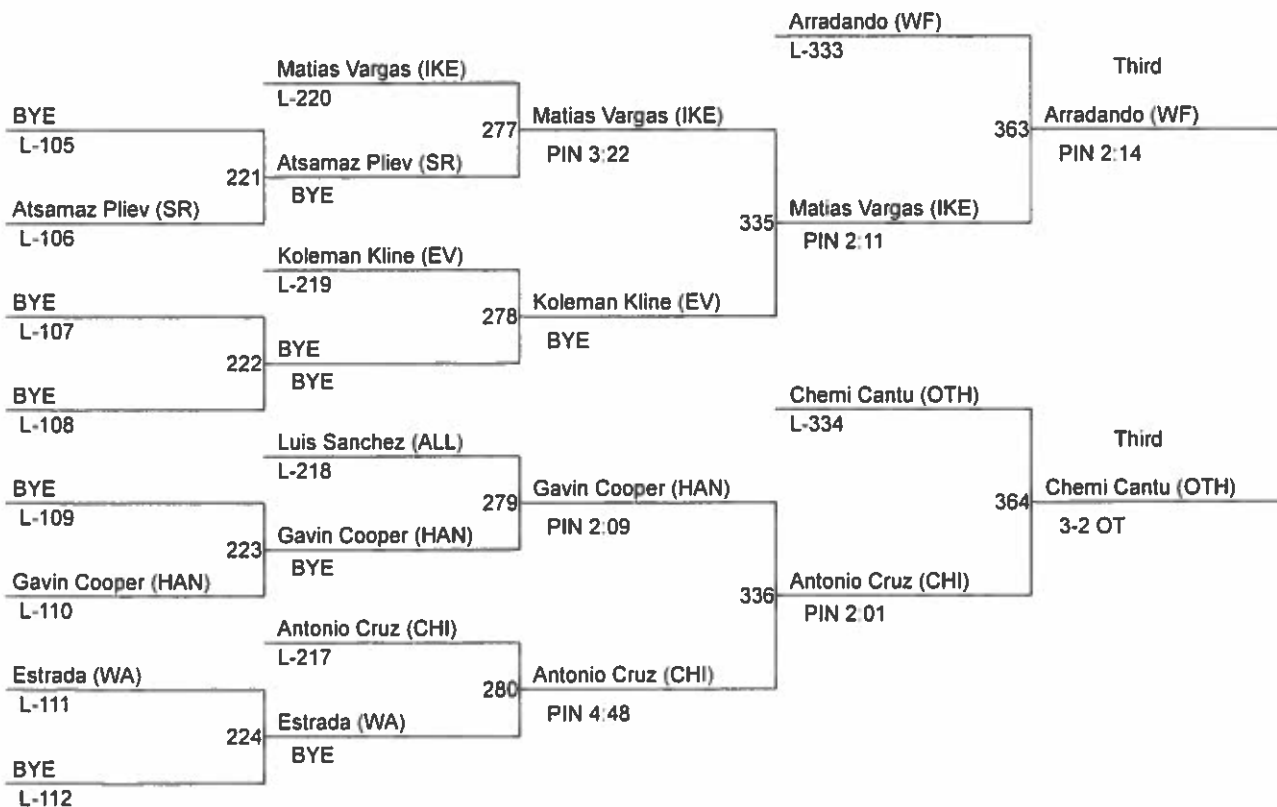 Arradando (WF)
L-333
Third
363
Arradando (WF)
PIN 2:14
Matias Vargas (IKE)
L-220
277
Matias Vargas (IKE)
PIN 3:22
BYE
L-105
221
Atsamaz Pliev (SR)
BYE
Atsamaz Pliev (SR)
L-106
335
Matias Vargas (IKE)
PIN 2:11
Koleman Kline (EV)
L-219
278
Koleman Kline (EV)
BYE
BYE
L-107
222
BYE
BYE
BYE
L-108
Chemi Cantu (OTH)
L-334
Third
364
Chemi Cantu (OTH)
3-2 OT
Luis Sanchez (ALL)
L-218
279
Gavin Cooper (HAN)
PIN 2:09
BYE
L-109
223
Gavin Cooper (HAN)
BYE
Gavin Cooper (HAN)
L-110
336
Antonio Cruz (CHI)
PIN 2:01
Antonio Cruz (CHI)
L-217
280
Antonio Cruz (CHI)
PIN 4:48
Estrada (WA)
L-111
224
Estrada (WA)
BYE
BYE
L-112